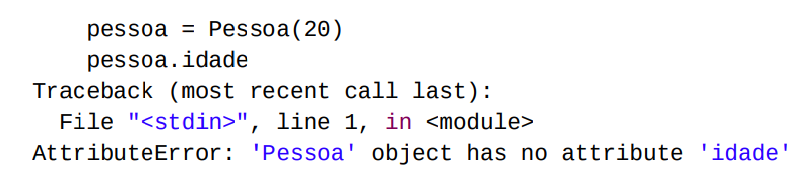 pessoa = Pessoa(20)
pessoa.idade
Traceback (most recent call last):
File "<stdin>", line 1, in <module>
AttributeError: 'Pessoa' object has no attribute 'idade'